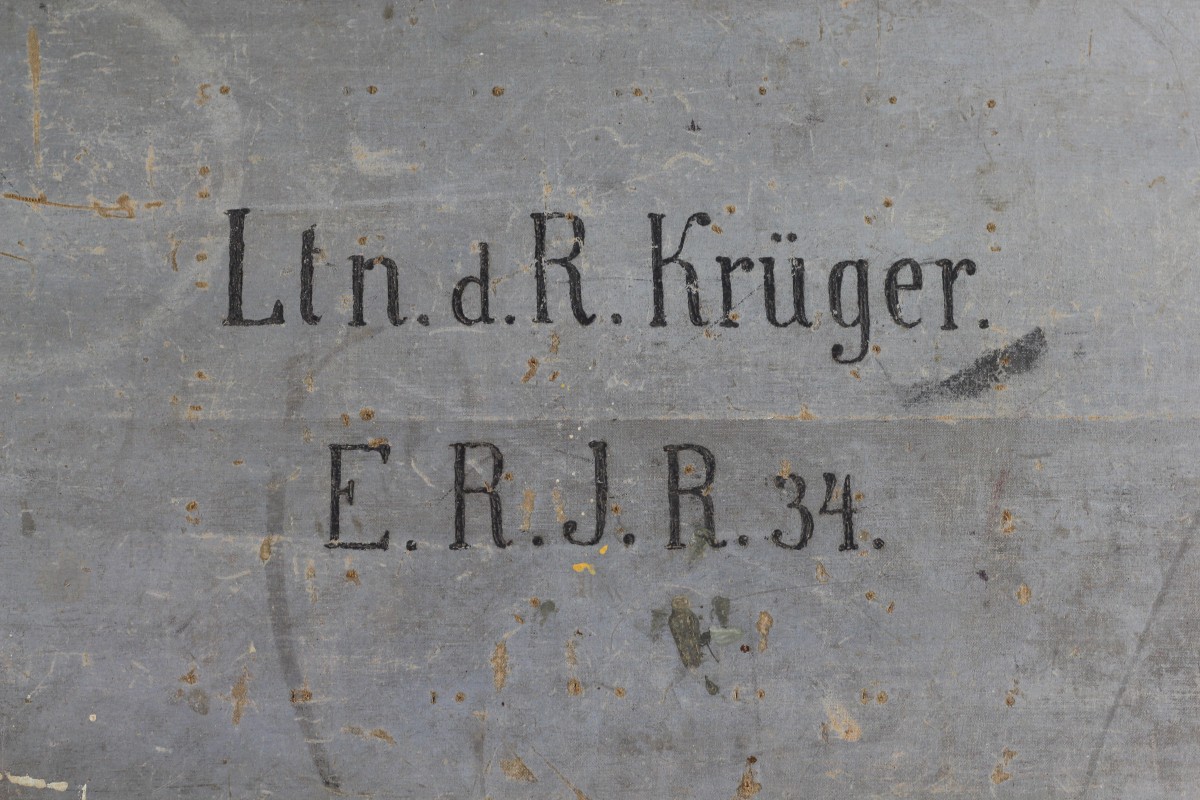 Ltn. d. R. Krüger.
E. R. J. R. 34.